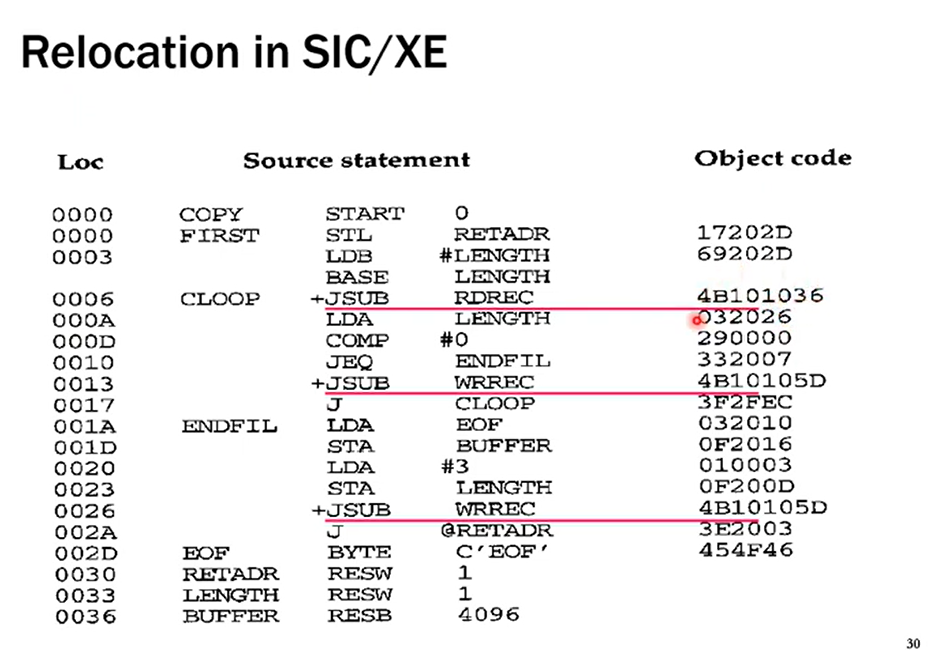 Relocation in SIC/XE
Loc Source statement Object code
0000 COPY START 0
0000 FIRST STL RETADR 17202D
0003 LDB #LENGTH 69202D
BASE LENGTH
0006 CLOOP +JSUB RDREC 4B101036
000A LDA LENGTH 032026
000D COMP #0 290000
0010 JEQ ENDFIL 332007
0013 +JSUB WRREC 4B10105D
0017 J CLOOP 3F2FEC
001A ENDFIL LDA EOF 032010
001D STA BUFFER 0F2016
0020 LDA #3 010003
0023 STA LENGTH 0F200D
0026 +JSUB WRREC 4B10105D
002A J @RETADR 3E2003
002D EOF BYTE C'EOF' 454F46
0030 RETADR RESW 1
0033 LENGTH RESW 1
0036 BUFFER RESB 4096
30